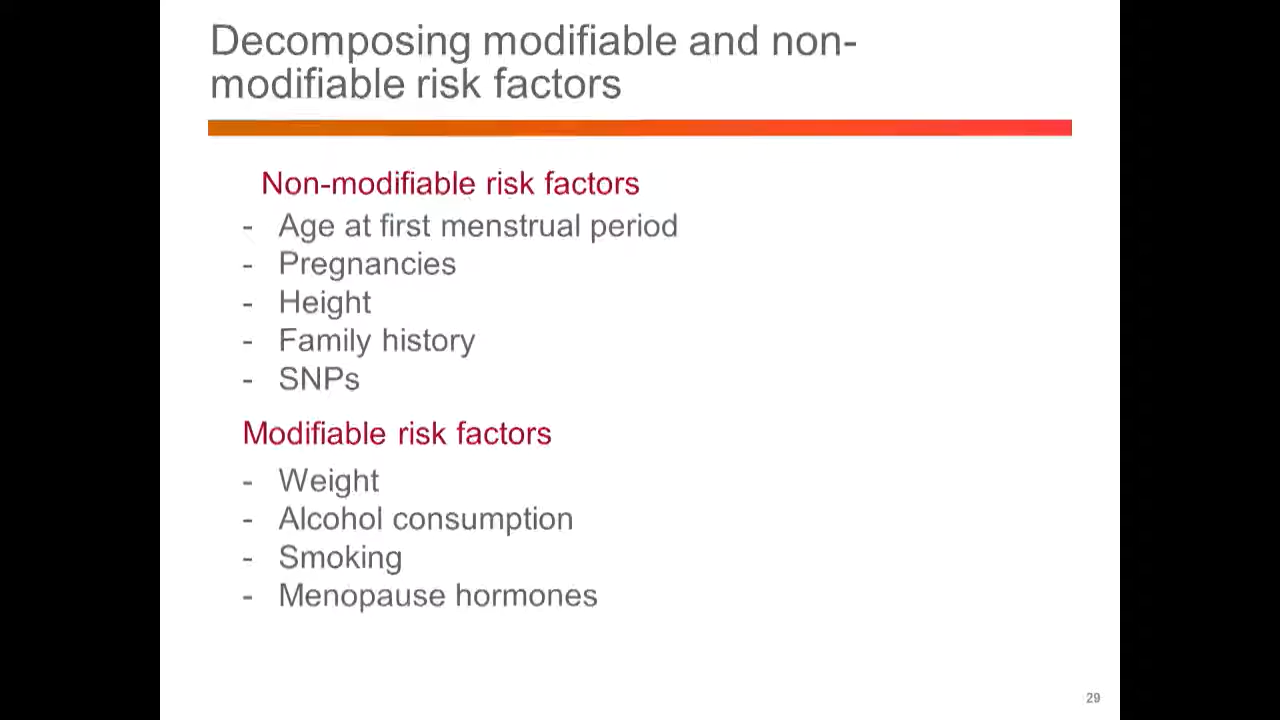 Decomposing modifiable and non-
modifiable risk factors
Non-modifiable risk factors
- Age at first menstrual period
- Pregnancies
- Height
- Family history
- SNPs
Modifiable risk factors
- Weight
- Alcohol consumption
- Smoking
- Menopause hormones
29